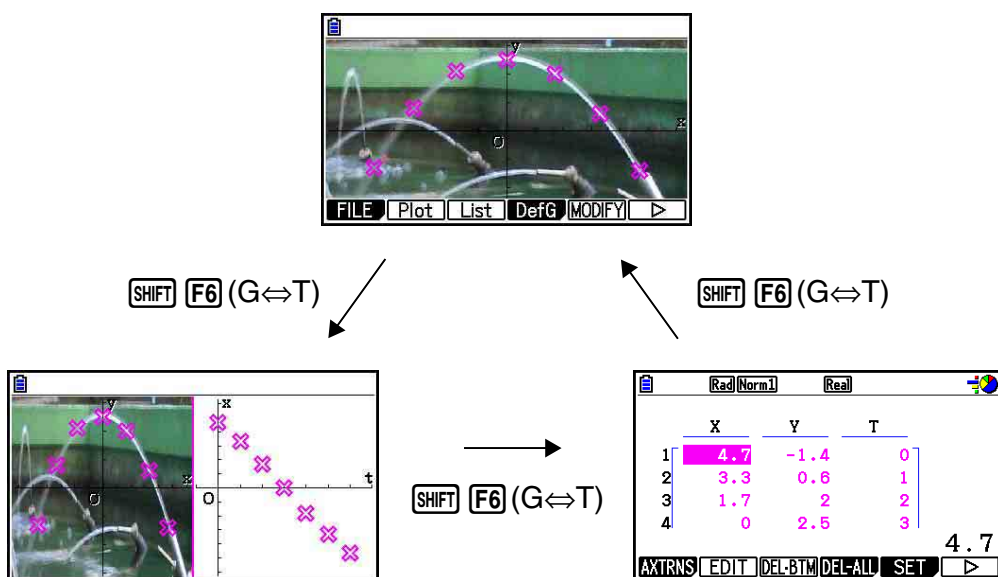 y
x
O
FILE Plot List DefG MODIFY ▷
SHIFT F6 (G⇔T)
SHIFT F6 (G⇔T)
y
x
O
x
t
O
SHIFT F6 (G⇔T)
Rad Norm1 Real
X Y T
1 4.7 -1.4 0
2 3.3 0.6 1
3 1.7 2 2
4 0 2.5 3
4.7
AXTRNS EDIT DEL·BTM DEL·ALL SET ▷